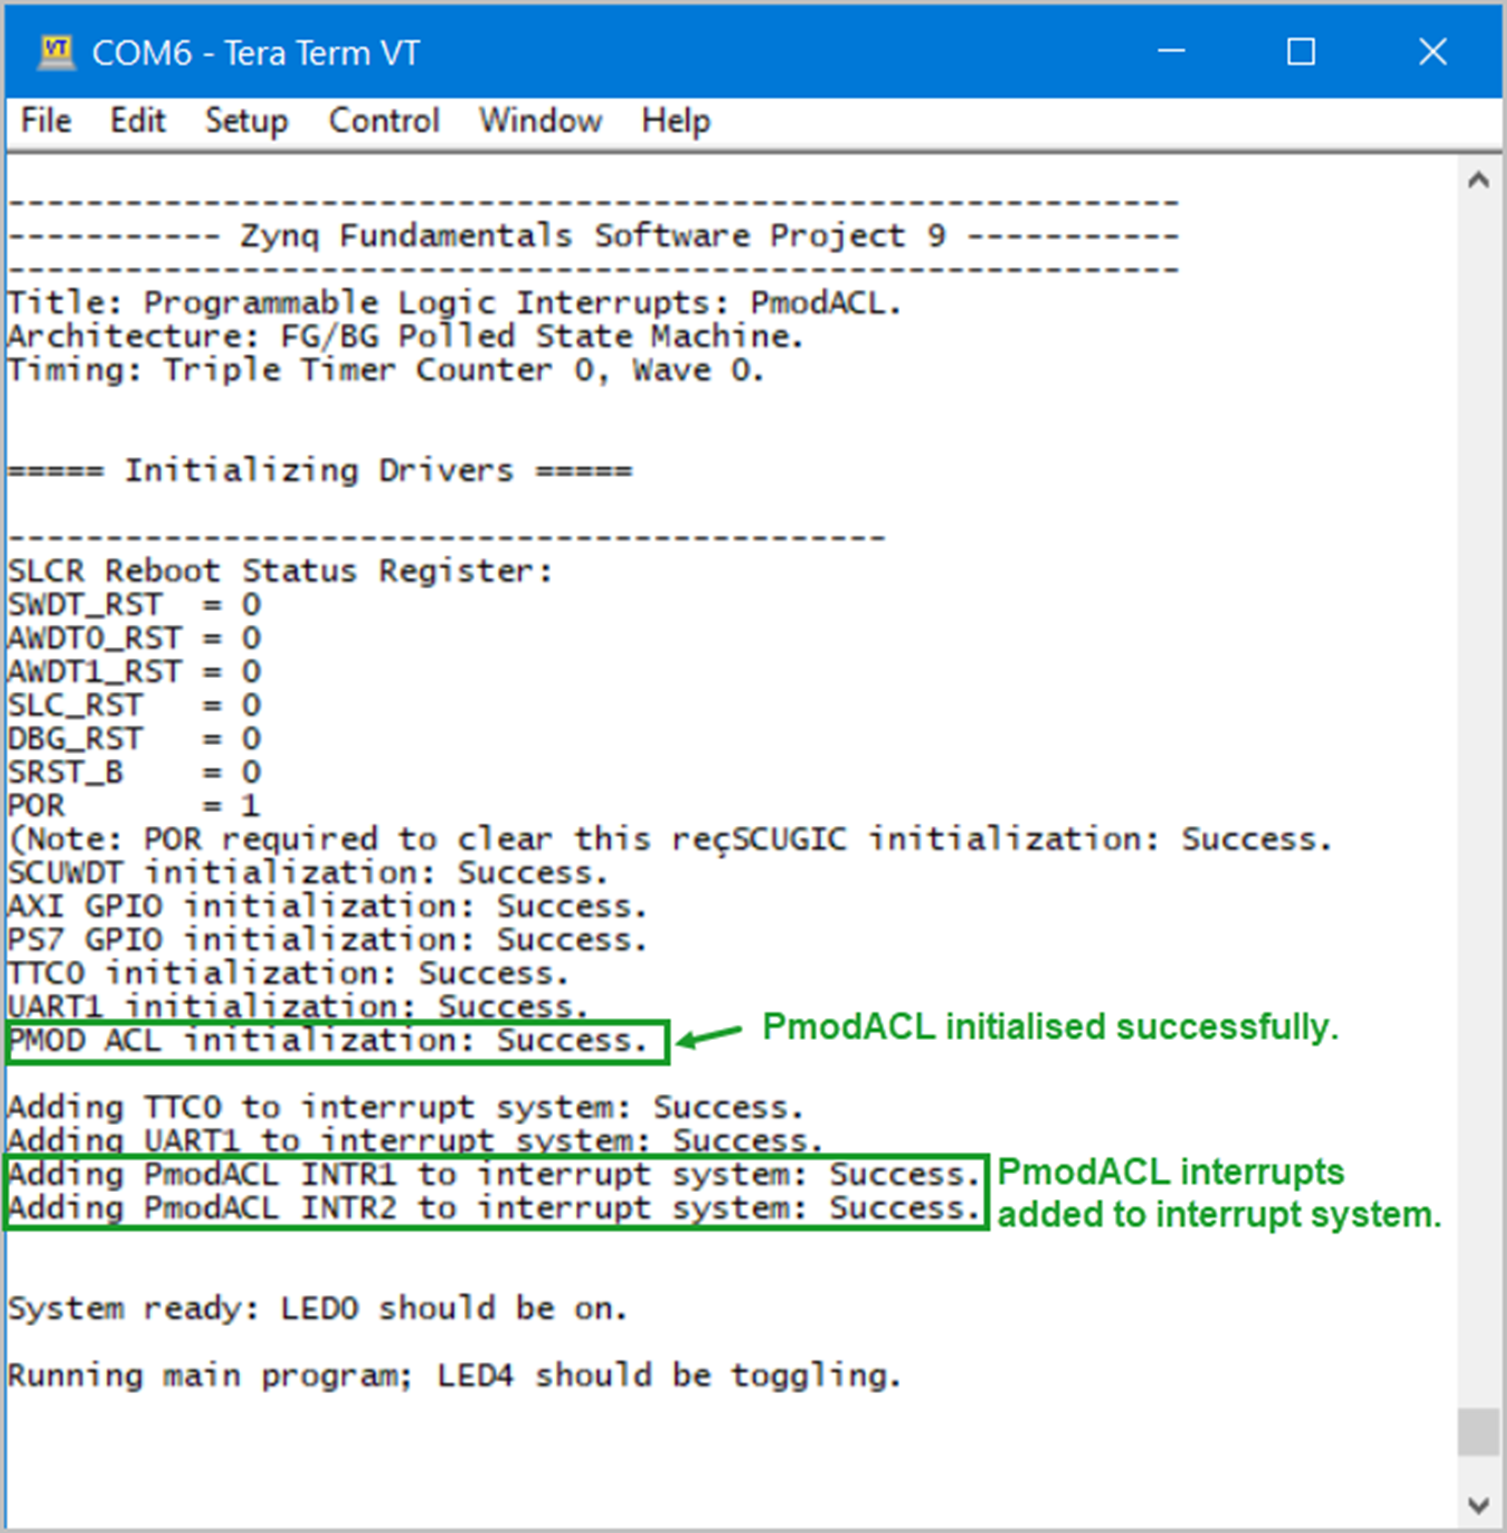 VT COM6 - Tera Term VT
File Edit Setup Control Window Help
------------------------------------------------------------
----------- Zynq Fundamentals Software Project 9 -----------
------------------------------------------------------------
Title: Programmable Logic Interrupts: PmodACL.
Architecture: FG/BG Polled State Machine.
Timing: Triple Timer Counter 0, Wave 0.
===== Initializing Drivers =====
---------------------------------------------
SLCR Reboot Status Register:
SWDT_RST  = 0
AWDT0_RST = 0
AWDT1_RST = 0
SLC_RST   = 0
DBG_RST   = 0
SRST_B    = 0
POR       = 1
(Note: POR required to clear this reçSCUGIC initialization: Success.
SCUWDT initialization: Success.
AXI GPIO initialization: Success.
PS7 GPIO initialization: Success.
TTC0 initialization: Success.
UART1 initialization: Success.
PMOD ACL initialization: Success.
PmodACL initialised successfully.
Adding TTC0 to interrupt system: Success.
Adding UART1 to interrupt system: Success.
Adding PmodACL INTR1 to interrupt system: Success.
Adding PmodACL INTR2 to interrupt system: Success.
PmodACL interrupts
added to interrupt system.
System ready: LED0 should be on.
Running main program; LED4 should be toggling.